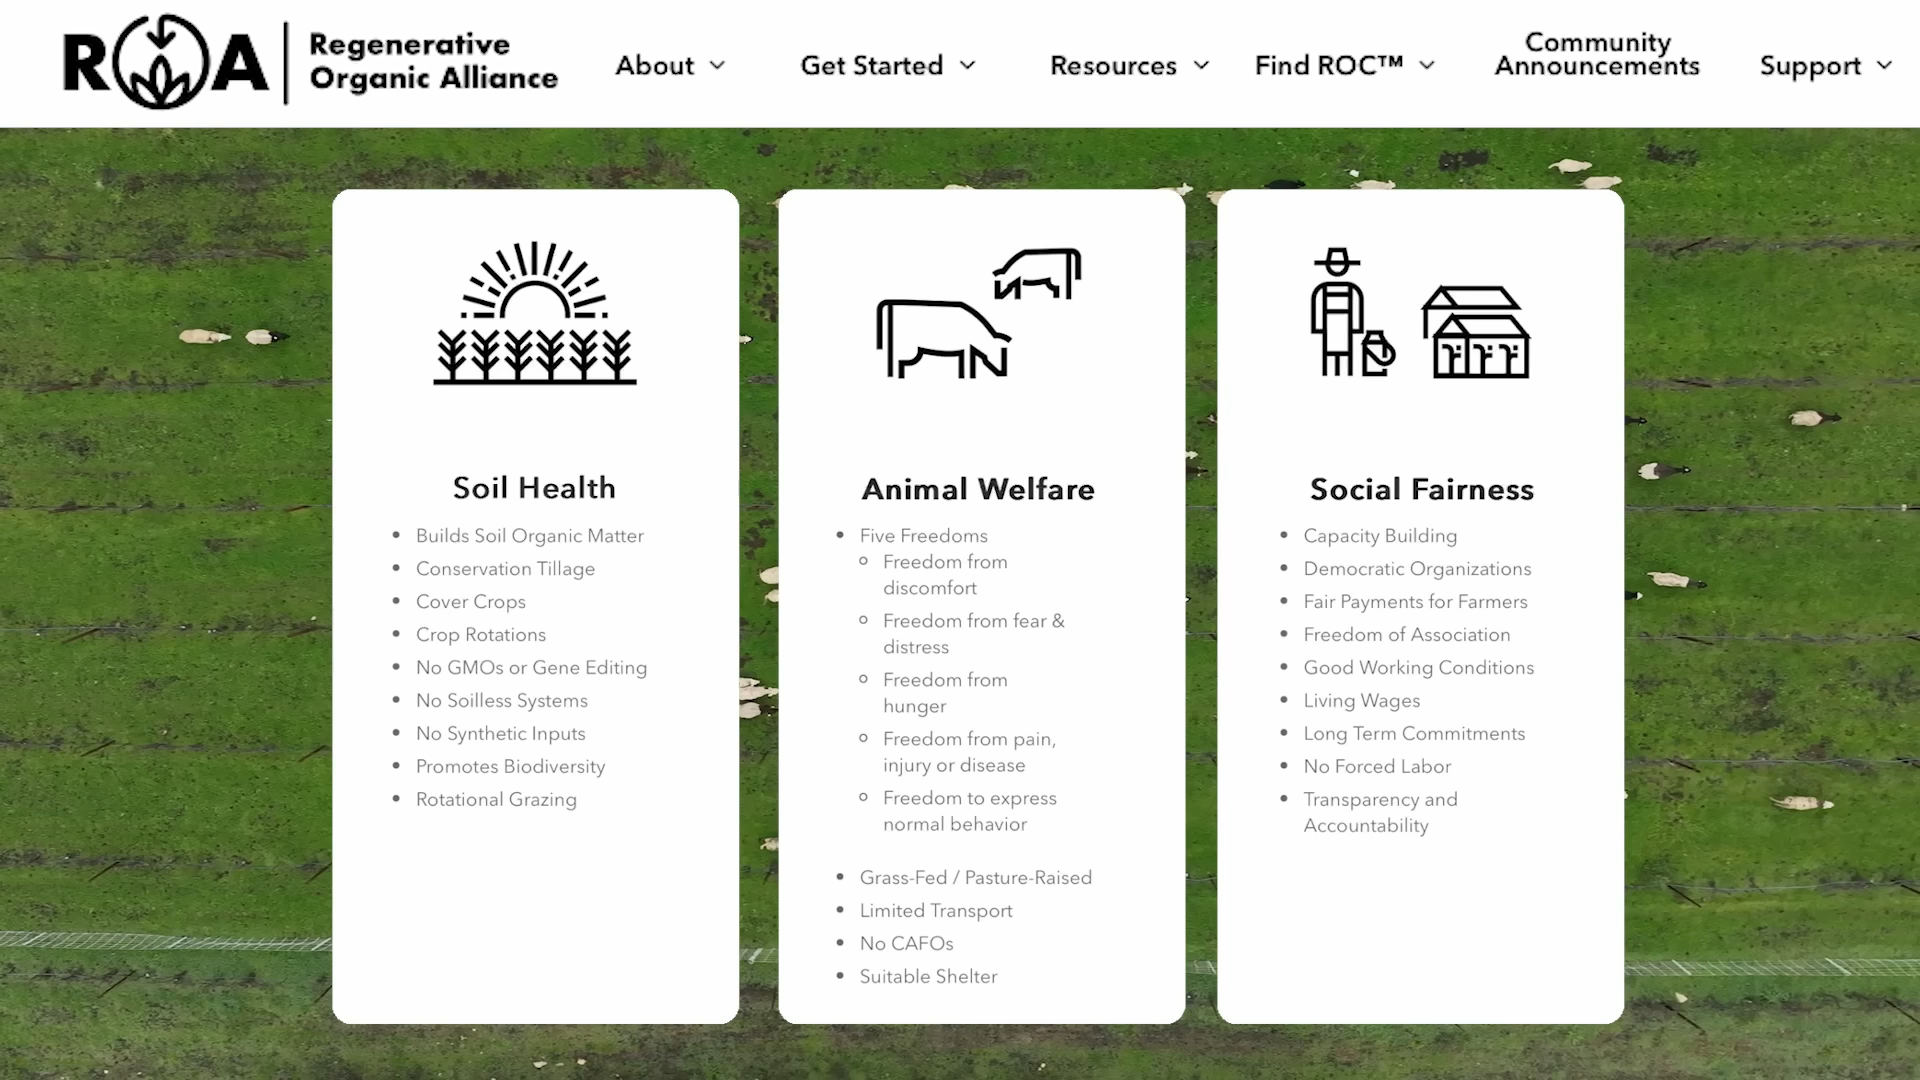 R A
Regenerative
Organic Alliance
About
Get Started
Resources
Find ROC™
Community
Announcements
Support
Soil Health
Builds Soil Organic Matter
Conservation Tillage
Cover Crops
Crop Rotations
No GMOs or Gene Editing
No Soilless Systems
No Synthetic Inputs
Promotes Biodiversity
Rotational Grazing
Animal Welfare
Five Freedoms
Freedom from
discomfort
Freedom from fear &
distress
Freedom from
hunger
Freedom from pain,
injury or disease
Freedom to express
normal behavior
Grass-Fed / Pasture-Raised
Limited Transport
No CAFOs
Suitable Shelter
Social Fairness
Capacity Building
Democratic Organizations
Fair Payments for Farmers
Freedom of Association
Good Working Conditions
Living Wages
Long Term Commitments
No Forced Labor
Transparency and
Accountability